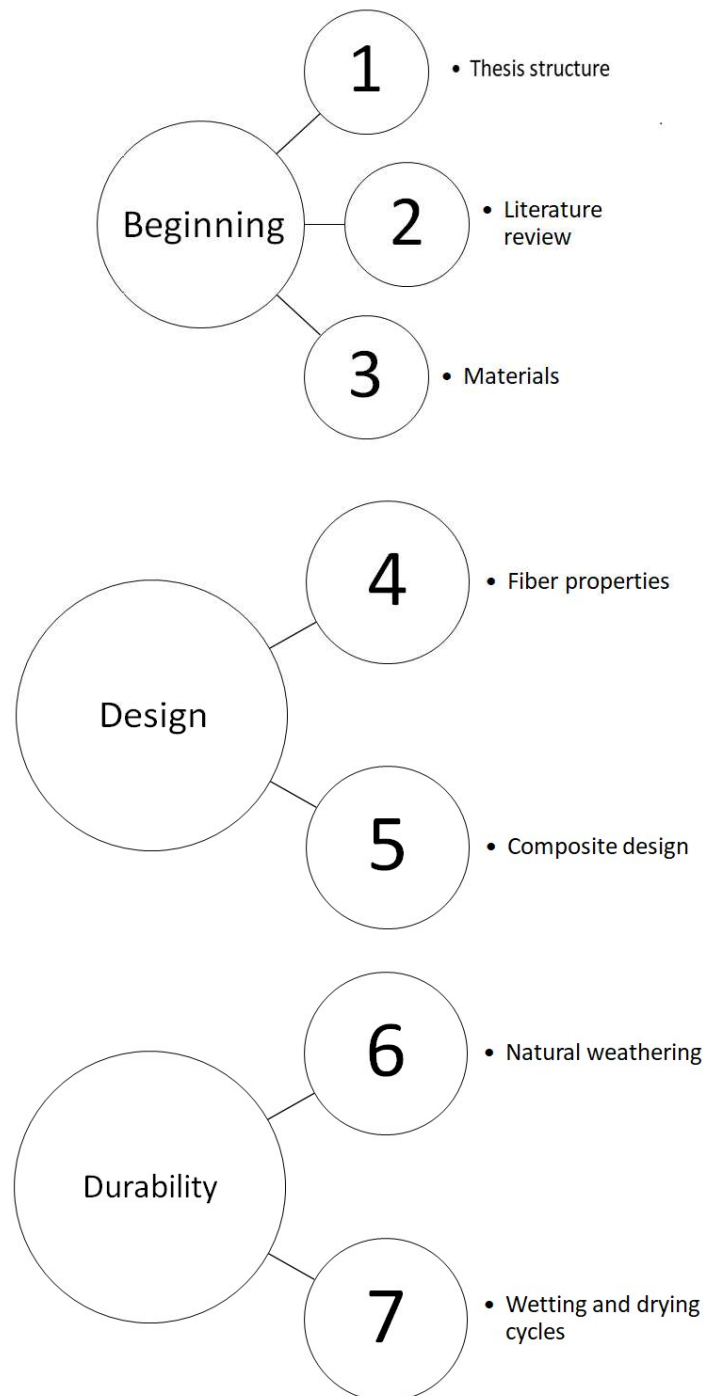 1
• Thesis structure
Beginning
2
• Literature
review
3
• Materials
4
• Fiber properties
Design
5
• Composite design
6
• Natural weathering
Durability
7
• Wetting and drying
cycles